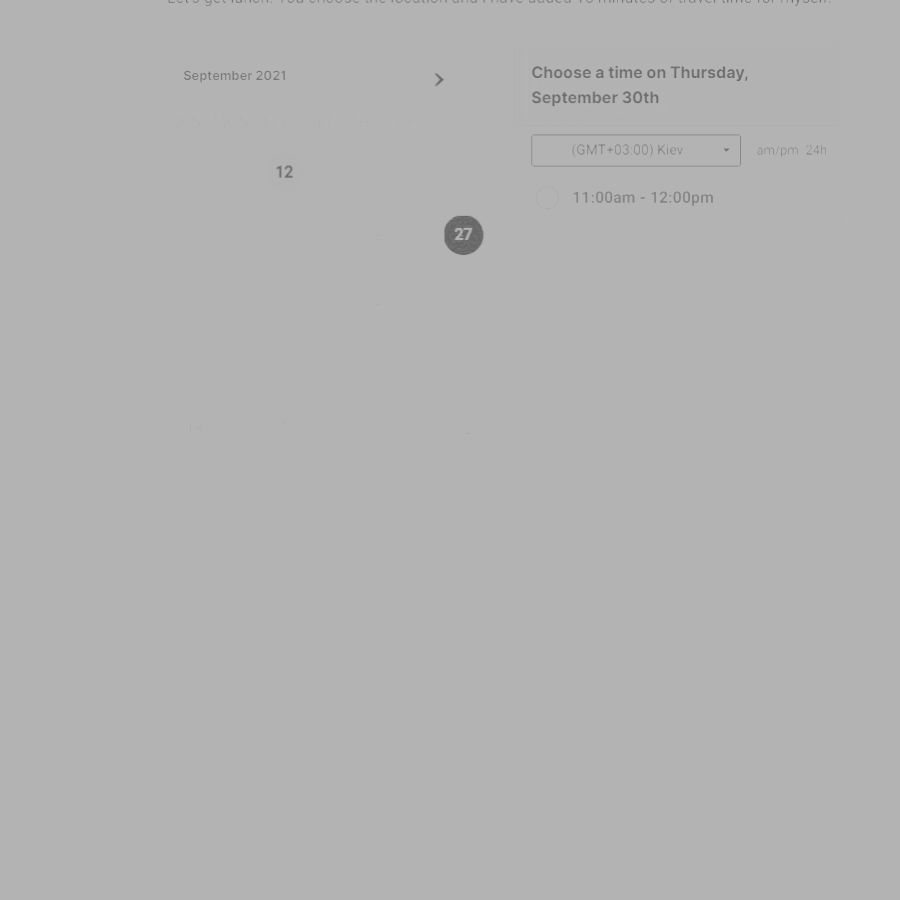 Let's get lunch. You choose the location and I have added 15 minutes of travel time for myself.
September 2021
Choose a time on Thursday,
September 30th
(GMT+03:00) Kiev
am/pm 24h
12
11:00am - 12:00pm
27